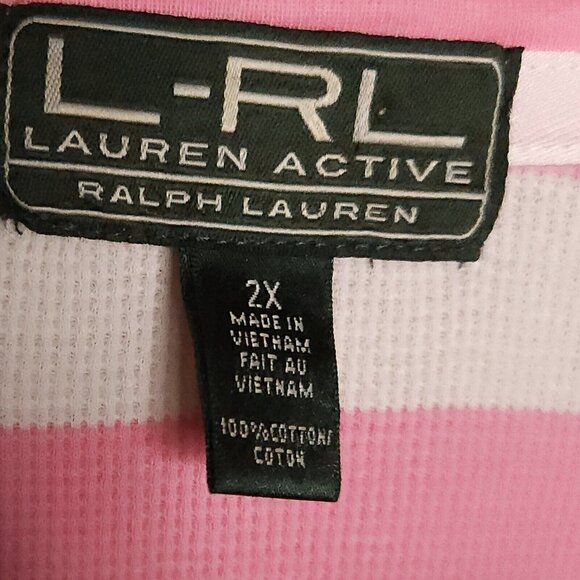 L-RL
LAUREN ACTIVE
RALPH LAUREN
2X
MADE IN
VIETNAM
FAIT AU
VIETNAM
100%COTTON/
COTON